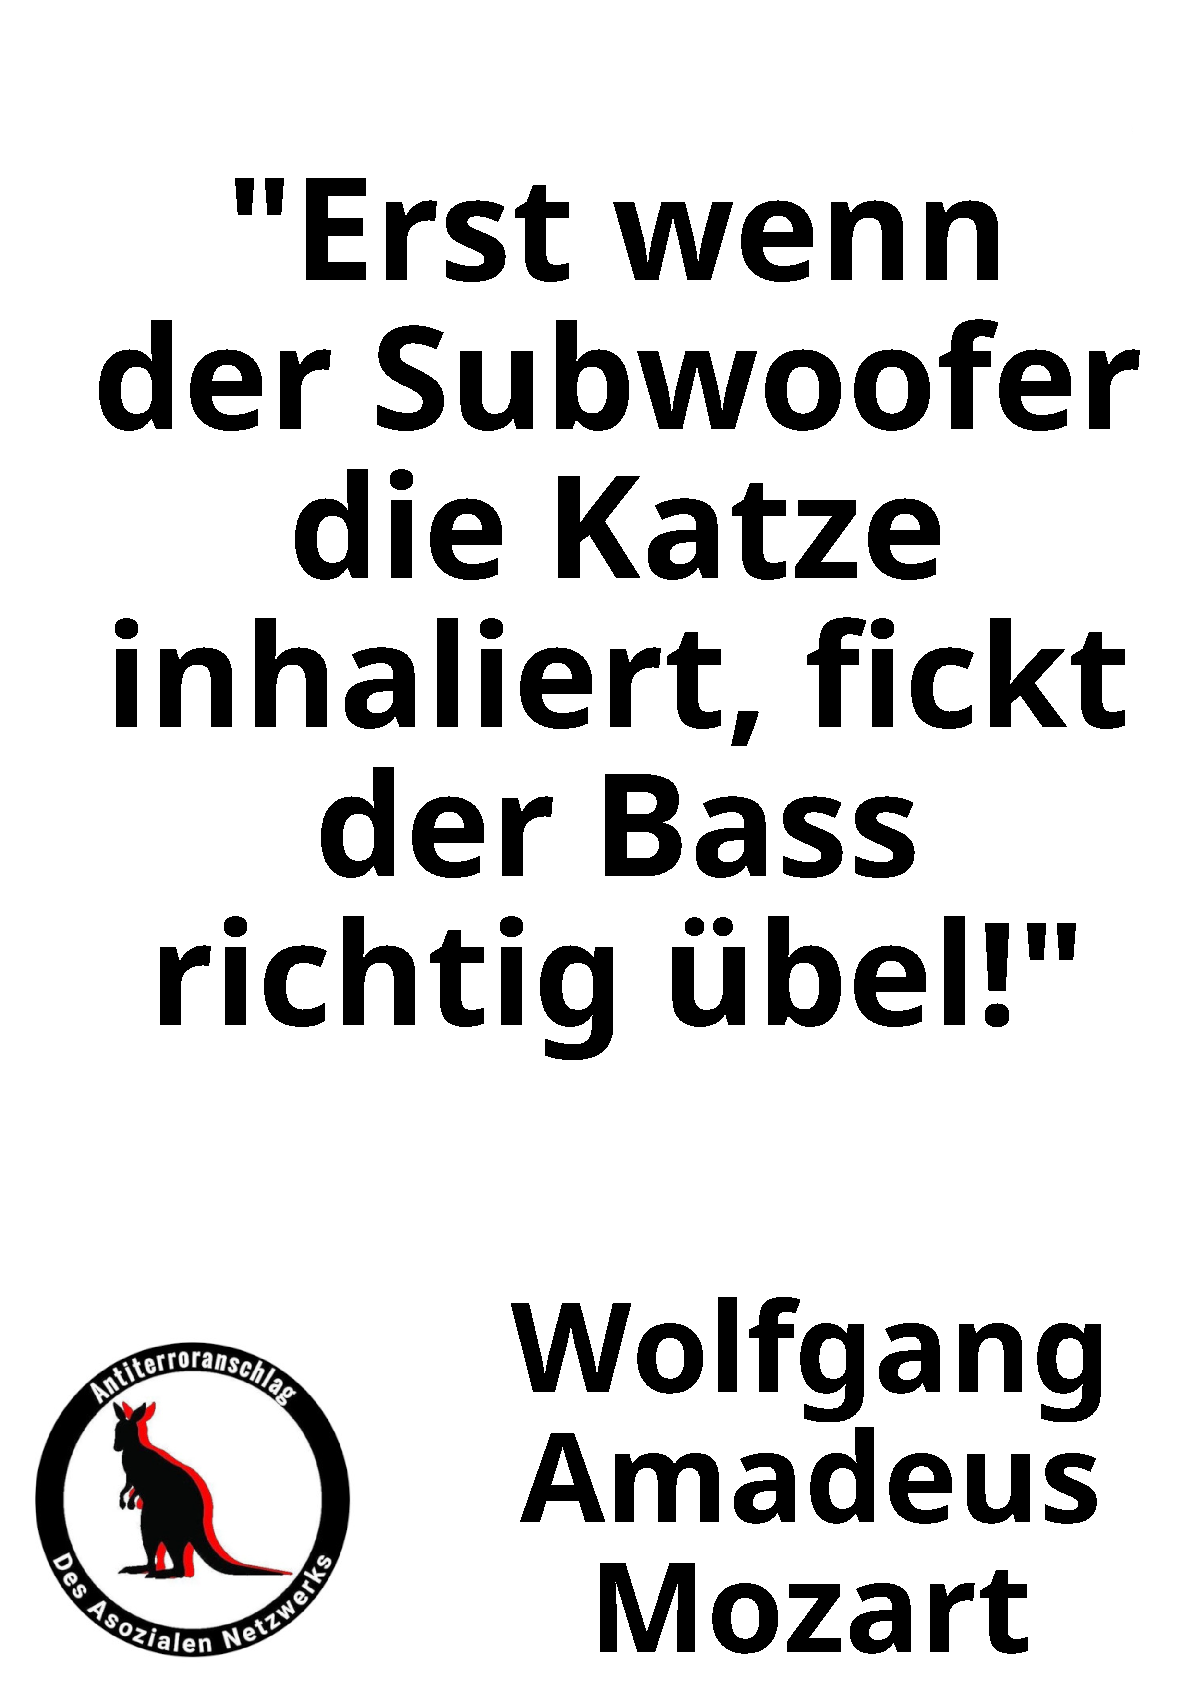 "Erst wenn
der Subwoofer
die Katze
inhaliert, fickt
der Bass
richtig übel!"
Wolfgang
Amadeus
Mozart
Antiterroranschlag
Des Asozialen Netzwerks